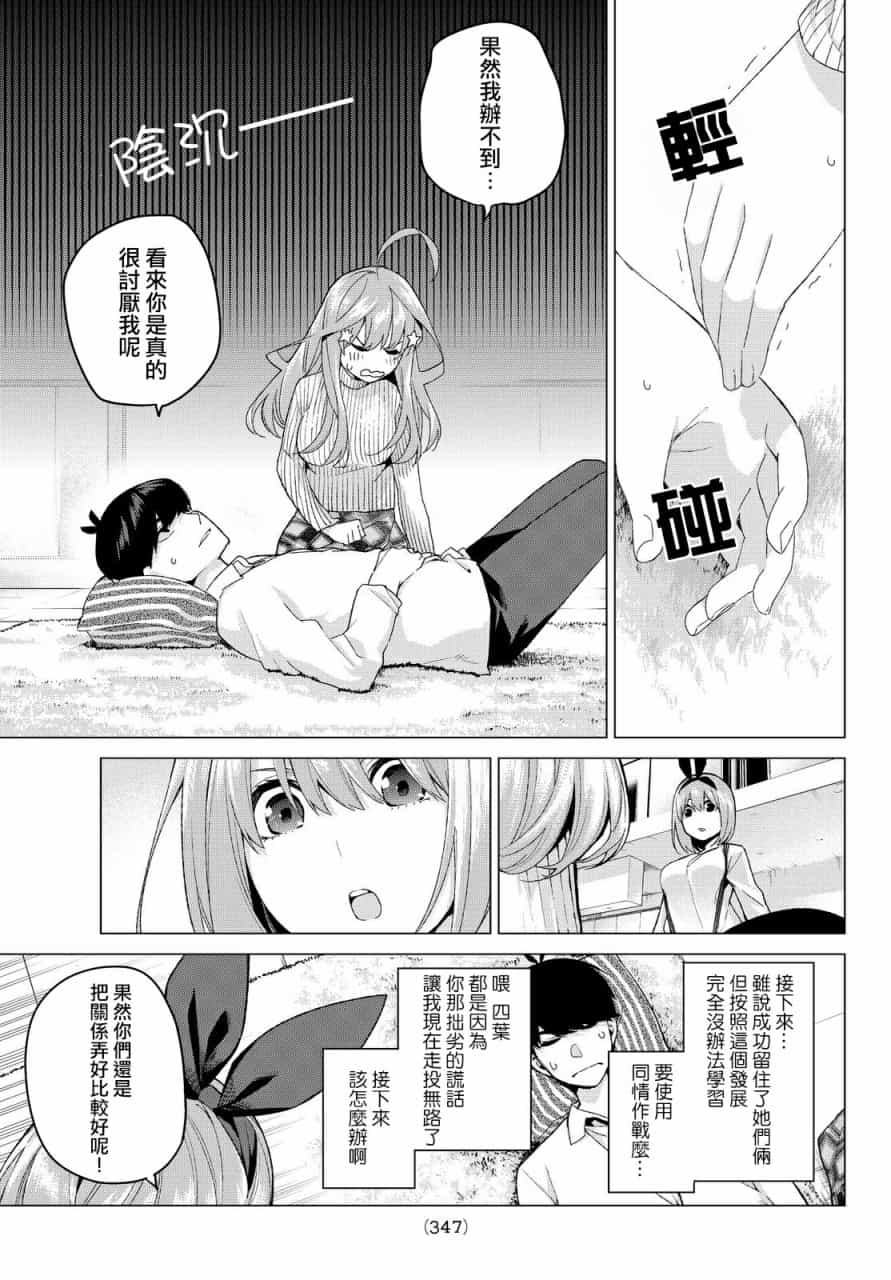 輕
碰
果然我辦不到…
陰沉——
看來你是真的
很討厭我呢
接下來…
雖說成功留住了她們倆
但按照這個發展
完全沒辦法學習
要使用
同情作戰麼…
喂 四葉
都是因為
你那拙劣的謊話
讓我現在走投無路了
接下來
該怎麼辦啊
果然你們還是
把關係弄好比較好呢！
(347)